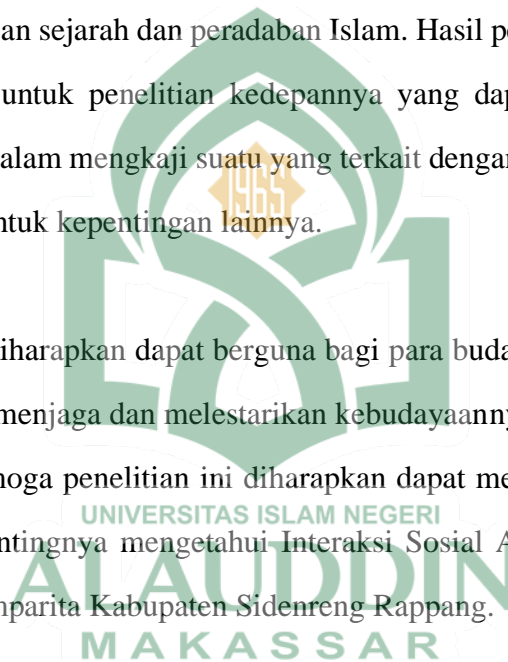 an sejarah dan peradaban Islam. Hasil pe
untuk penelitian kedepannya yang dap
alam mengkaji suatu yang terkait dengan
ntuk kepentingan lainnya.
1965
iharapkan dapat berguna bagi para buda
menjaga dan melestarikan kebudayaanny
noga penelitian ini diharapkan dapat me
UNIVERSITAS ISLAM NEGERI
ntingnya mengetahui Interaksi Sosial A
ALAUDDIN
nparita Kabupaten Sidenreng Rappang.
MAKASSAR